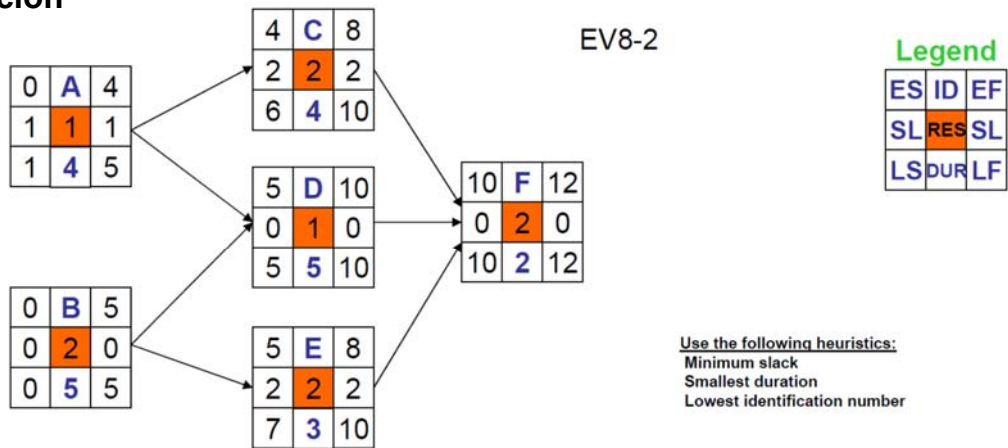 cion
EV8-2
Legend
ES ID EF
SL RES SL
LS DUR LF
0 A 4
1 1 1
1 4 5
4 C 8
2 2 2
6 4 10
5 D 10
0 1 0
5 5 10
10 F 12
0 2 0
10 2 12
0 B 5
0 2 0
0 5 5
5 E 8
2 2 2
7 3 10
Use the following heuristics:
Minimum slack
Smallest duration
Lowest identification number